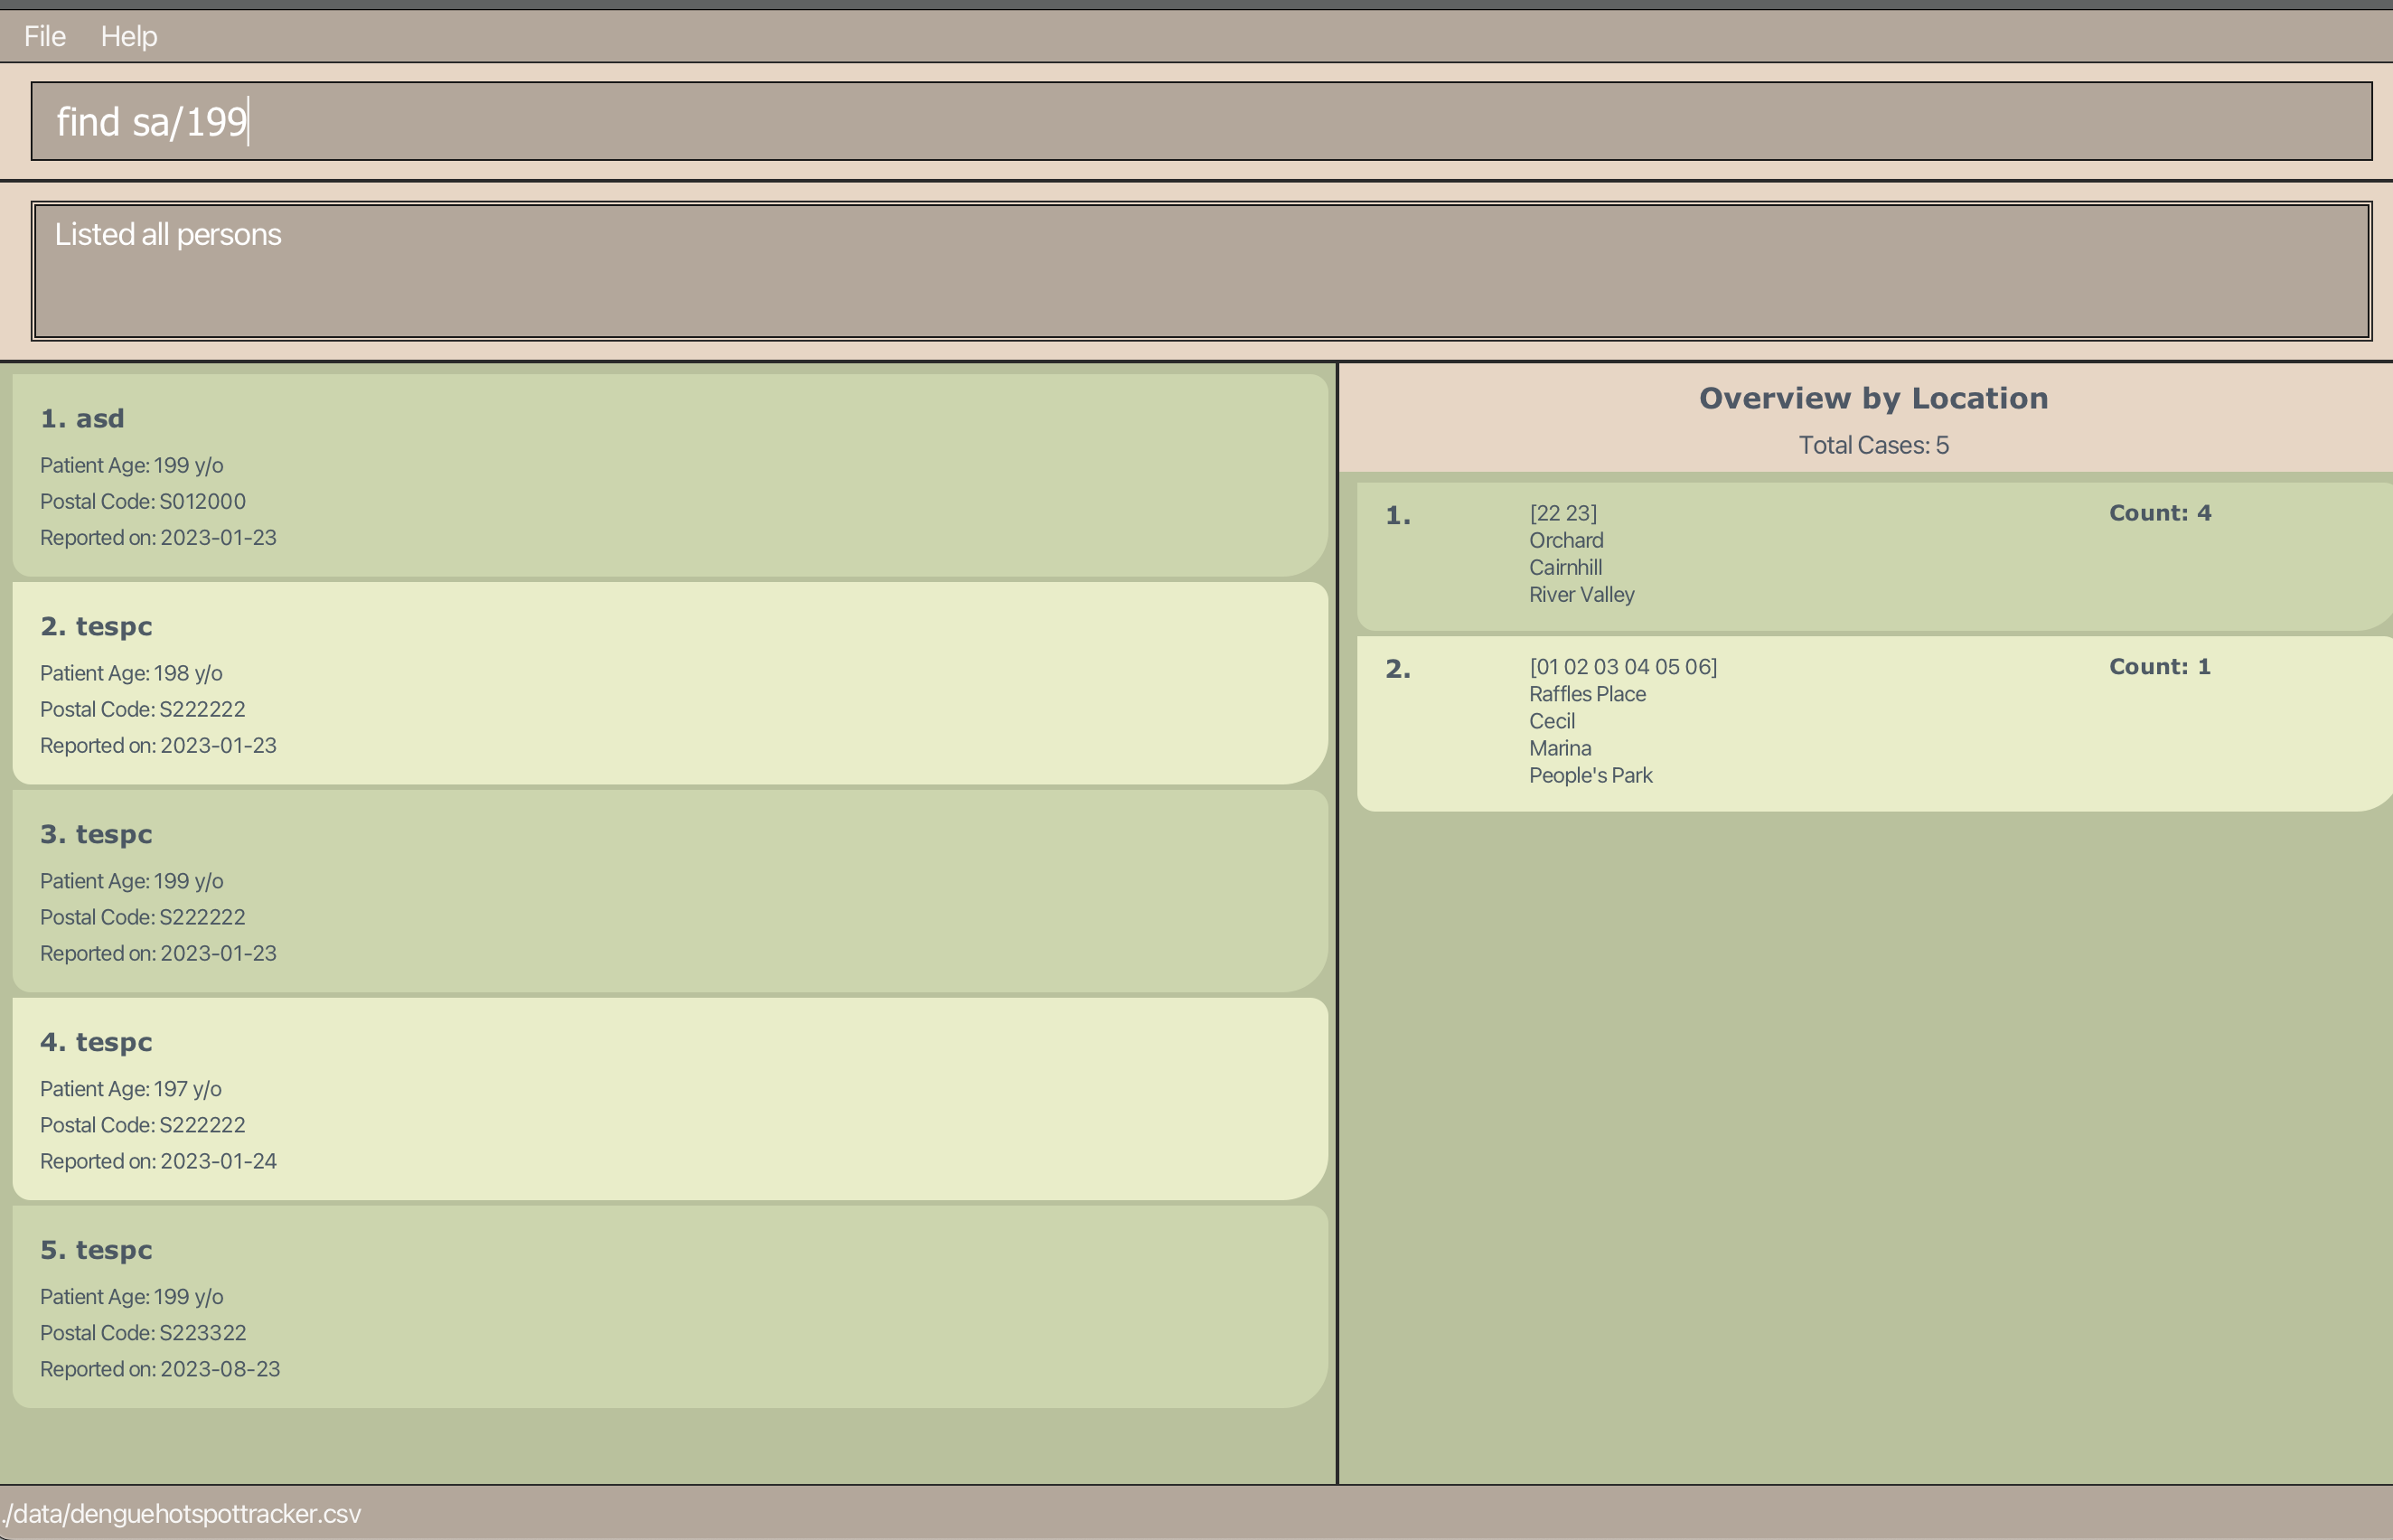 File Help
find sa/199
Listed all persons
1. asd
Patient Age: 199 y/o
Postal Code: S012000
Reported on: 2023-01-23
2. tespc
Patient Age: 198 y/o
Postal Code: S222222
Reported on: 2023-01-23
3. tespc
Patient Age: 199 y/o
Postal Code: S222222
Reported on: 2023-01-23
4. tespc
Patient Age: 197 y/o
Postal Code: S222222
Reported on: 2023-01-24
5. tespc
Patient Age: 199 y/o
Postal Code: S223322
Reported on: 2023-08-23
Overview by Location
Total Cases: 5
1. [22 23] Count: 4
Orchard
Cairnhill
River Valley
2. [01 02 03 04 05 06] Count: 1
Raffles Place
Cecil
Marina
People's Park
./data/denguehotspottracker.csv